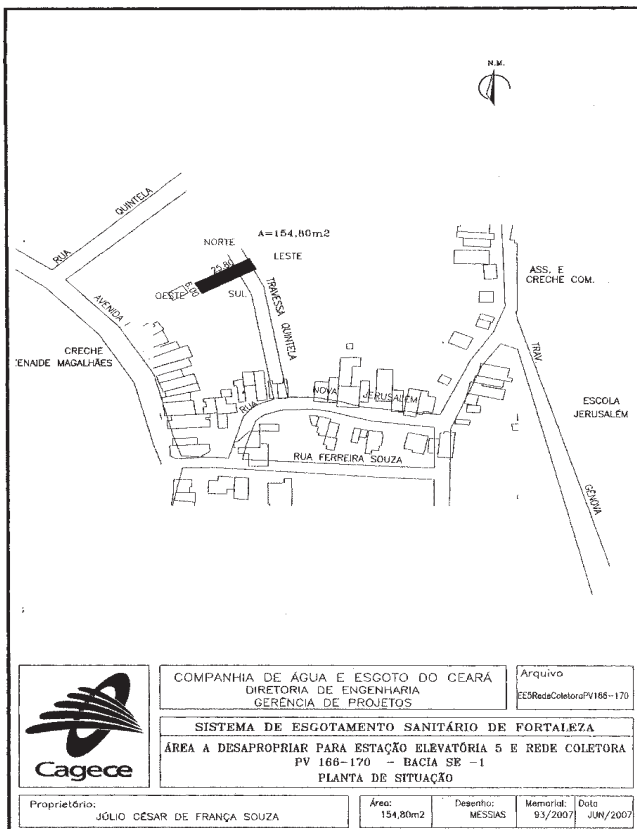 N.M.
RUA QUINTELA
A=154,80m2
NORTE
LESTE
25,80
6,00
OESTE
SUL
TRAVESSA QUINTELA
AVENIDA I
ASS. E
CRECHE COM.
CRECHE
ZENAIDE MAGALHÃES
TRAV.
GENOVA
ESCOLA
JERUSALÉM
RUA NOVA JERUSALÉM
RUA FERREIRA SOUZA
Cagece
COMPANHIA DE ÁGUA E ESGOTO DO CEARÁ
DIRETORIA DE ENGENHARIA
GERÊNCIA DE PROJETOS
Arquivo
EE5RedeColetoraPV166-170
SISTEMA DE ESGOTAMENTO SANITÁRIO DE FORTALEZA
ÁREA A DESAPROPRIAR PARA ESTAÇÃO ELEVATÓRIA 5 E REDE COLETORA
PV 166-170 - BACIA SE -1
PLANTA DE SITUAÇÃO
Proprietário:
JÚLIO CÉSAR DE FRANÇA SOUZA
Área:
154,80m2
Desenho:
MESSIAS
Memorial:
93/2007
Data
JUN/2007